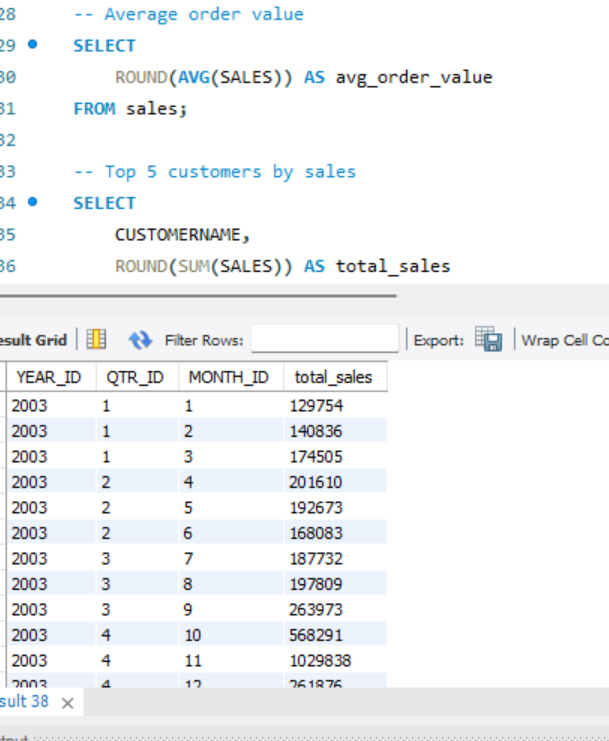 28 -- Average order value
29 SELECT
30 ROUND(AVG(SALES)) AS avg_order_value
31 FROM sales;
32
33 -- Top 5 customers by sales
34 SELECT
35 CUSTOMERNAME,
36 ROUND(SUM(SALES)) AS total_sales
esult Grid Filter Rows: Export: Wrap Cell Co
YEAR_ID QTR_ID MONTH_ID total_sales
2003 1 1 129754
2003 1 2 140836
2003 1 3 174505
2003 2 4 201610
2003 2 5 192673
2003 2 6 168083
2003 3 7 187732
2003 3 8 197809
2003 3 9 263973
2003 4 10 568291
2003 4 11 1029838
2003 4 12 261876
sult 38